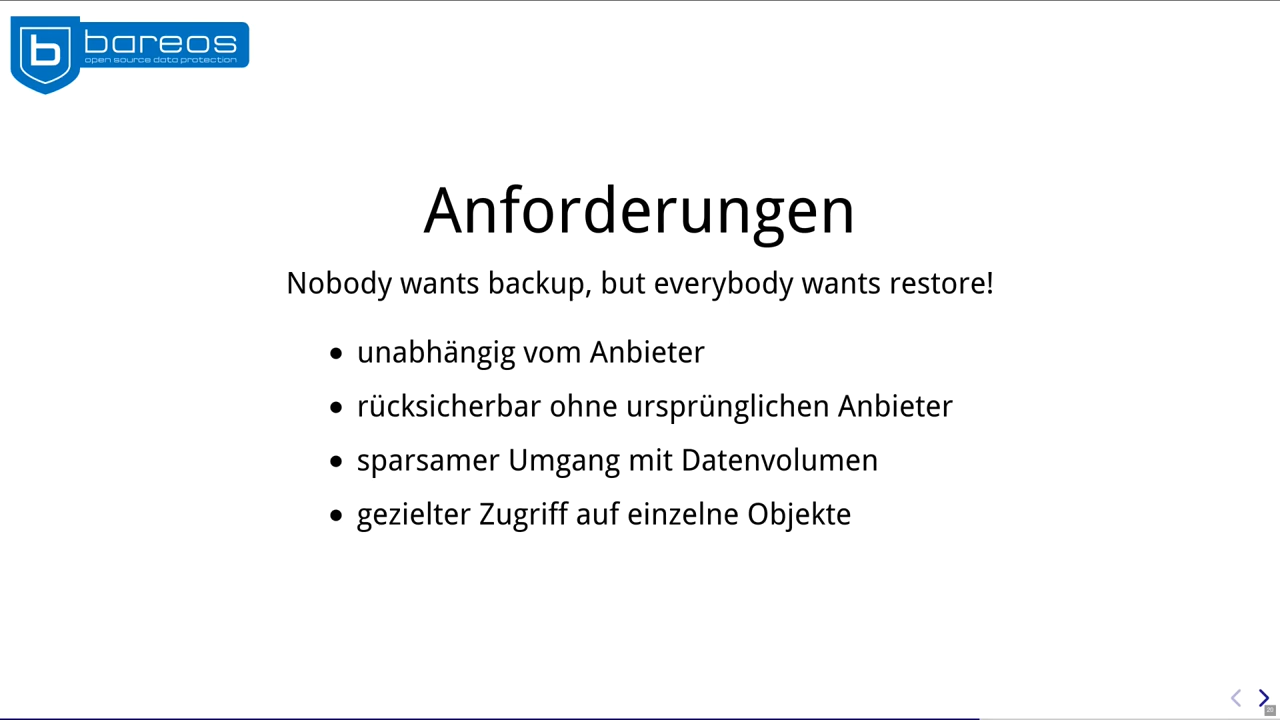 bareos
open source data protection
Anforderungen
Nobody wants backup, but everybody wants restore!
unabhängig vom Anbieter
rücksicherbar ohne ursprünglichen Anbieter
sparsamer Umgang mit Datenvolumen
gezielter Zugriff auf einzelne Objekte